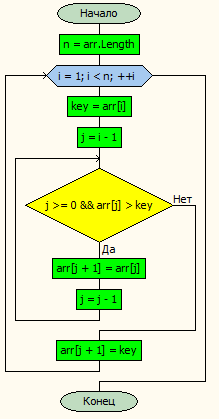 Начало
n = arr.Length
i = 1; i < n; ++i
key = arr[i]
j = i - 1
j >= 0 && arr[j] > key
Нет
Да
arr[j + 1] = arr[j]
j = j - 1
arr[j + 1] = key
Конец